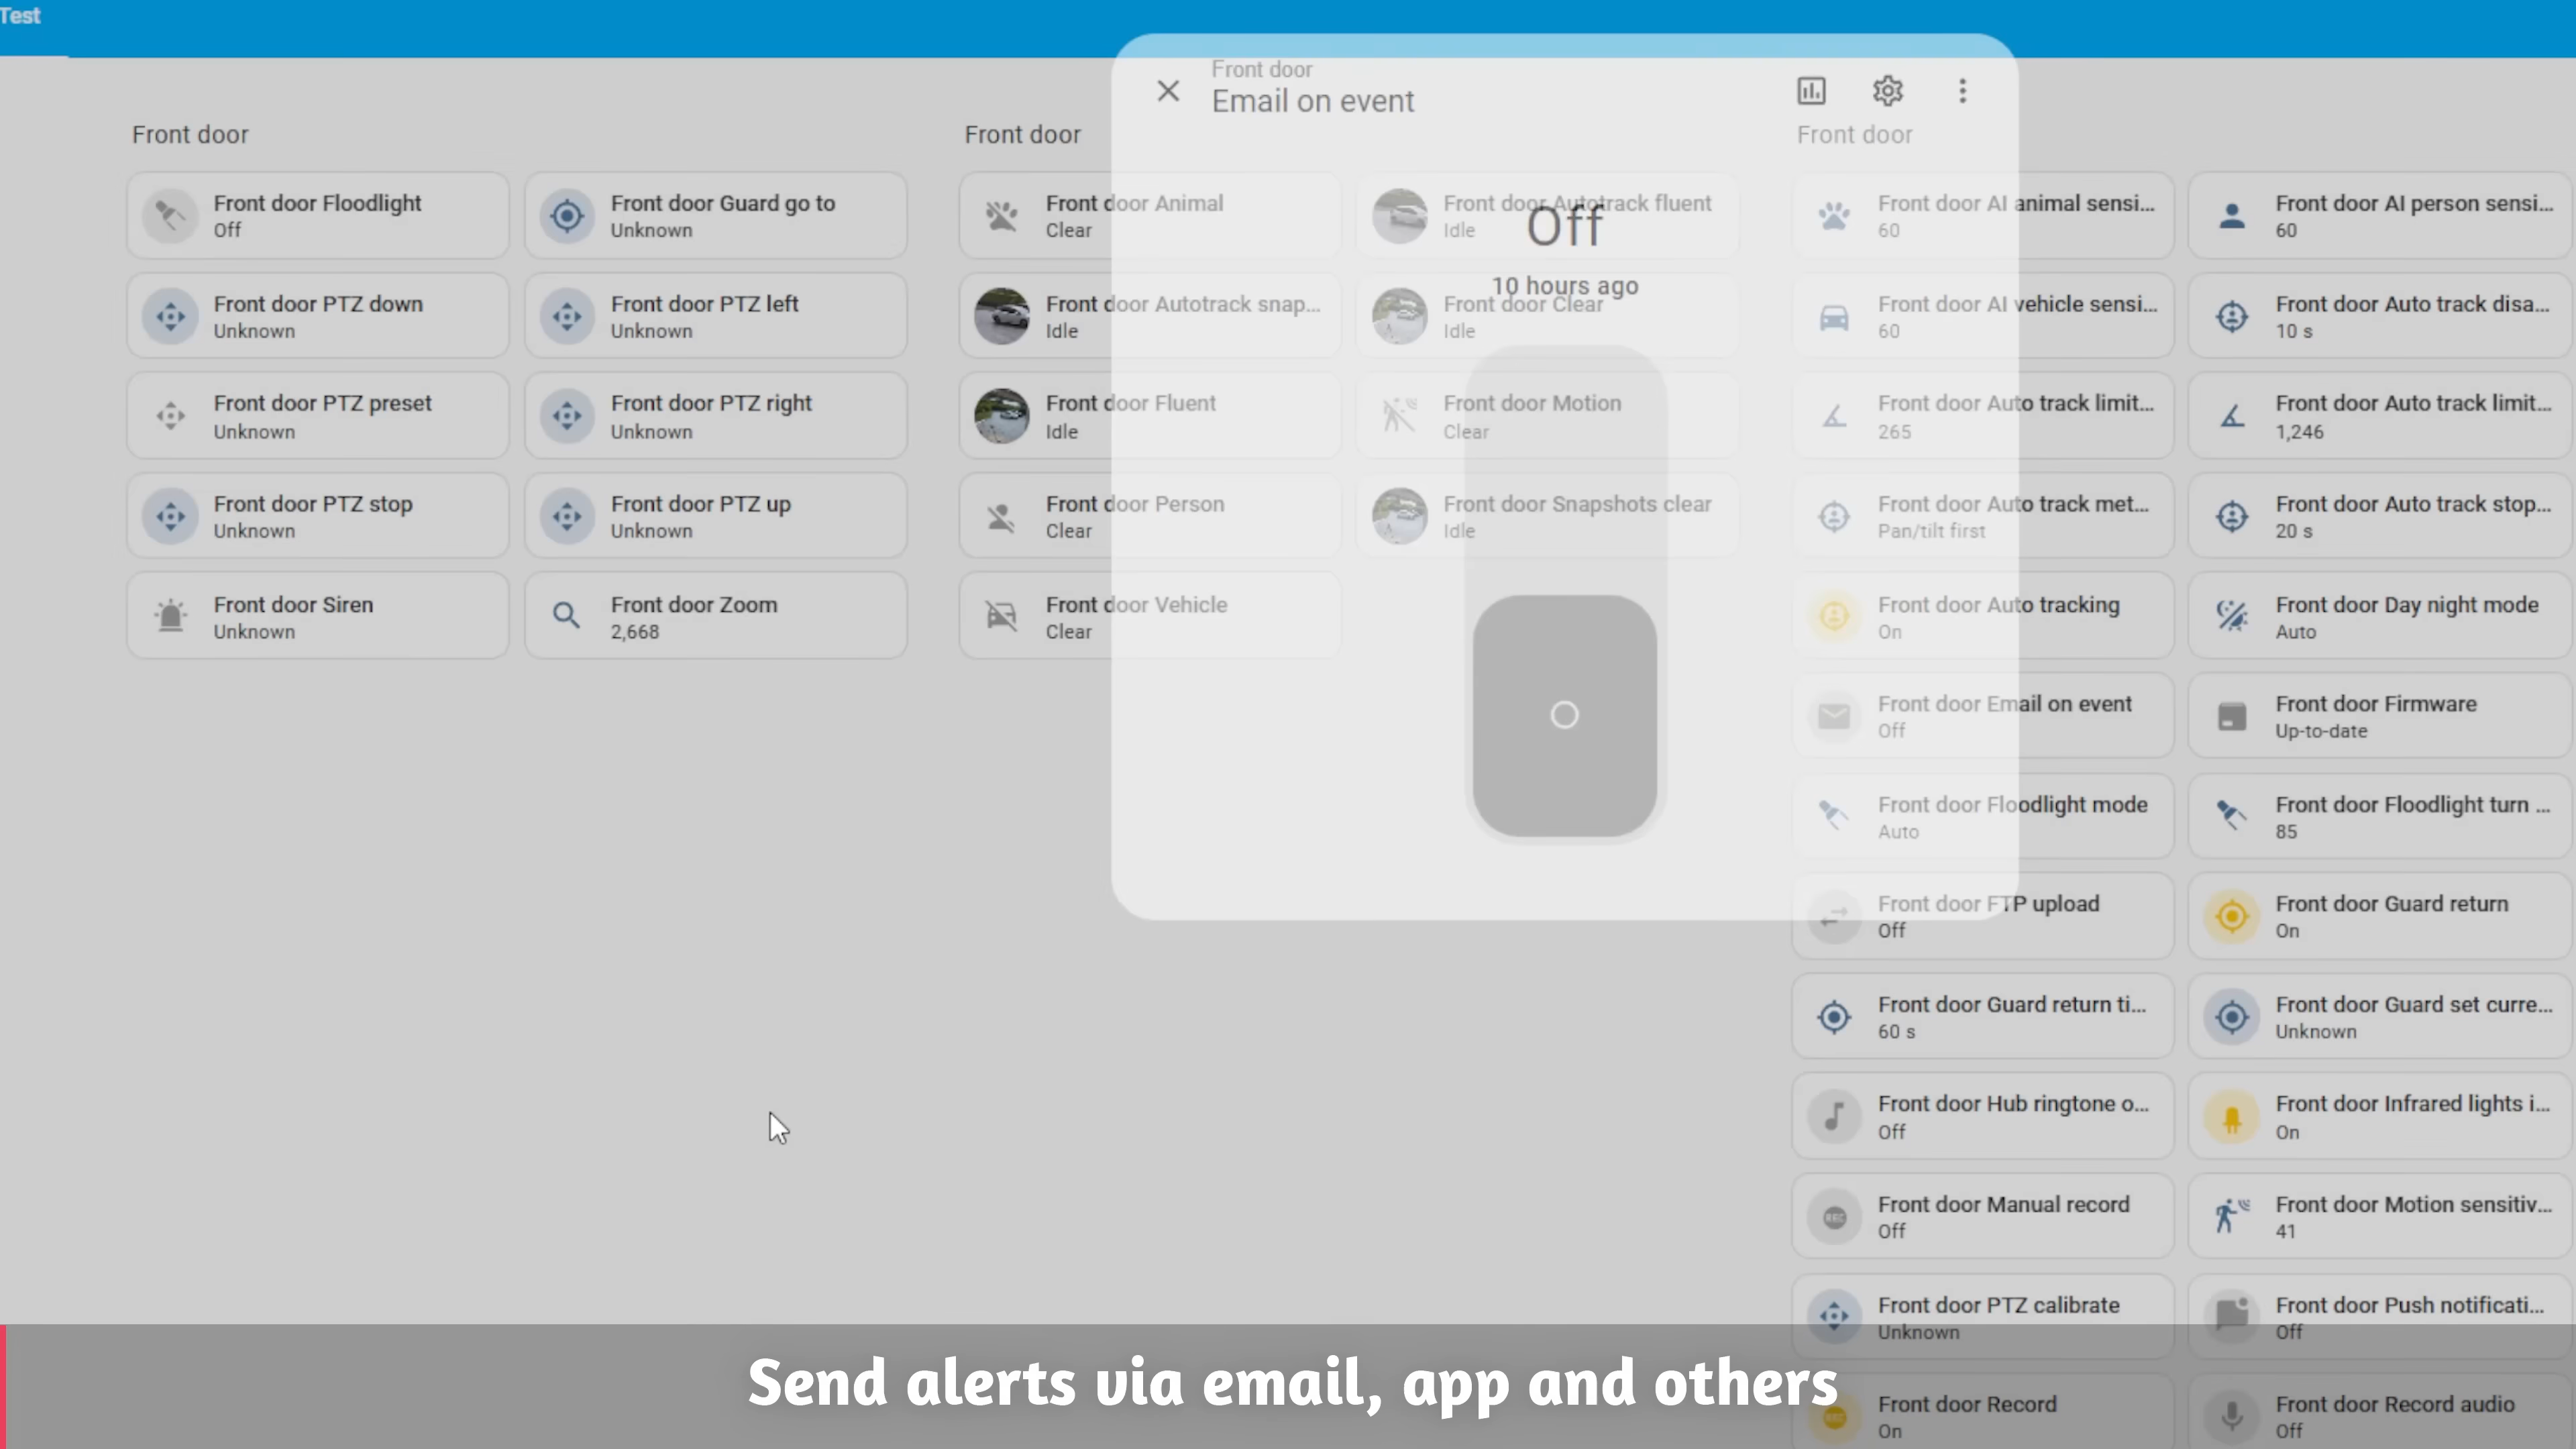 Test
Front door
Email on event
Off
10 hours ago
Front door
Front door Floodlight
Off
Front door Guard go to
Unknown
Front door PTZ down
Unknown
Front door PTZ left
Unknown
Front door PTZ preset
Unknown
Front door PTZ right
Unknown
Front door PTZ stop
Unknown
Front door PTZ up
Unknown
Front door Siren
Unknown
Front door Zoom
2,668
Front door
Front door Animal
Clear
Front door Autotrack fluent
Idle
Front door Autotrack snap...
Idle
Front door Clear
Idle
Front door Fluent
Idle
Front door Motion
Clear
Front door Person
Clear
Front door Snapshots clear
Idle
Front door Vehicle
Clear
Front door
Front door AI animal sensi...
60
Front door AI person sensi...
60
Front door AI vehicle sensi...
60
Front door Auto track disa...
10 s
Front door Auto track limit...
265
Front door Auto track limit...
1,246
Front door Auto track met...
Pan/tilt first
Front door Auto track stop...
20 s
Front door Auto tracking
On
Front door Day night mode
Auto
Front door Email on event
Off
Front door Firmware
Up-to-date
Front door Floodlight mode
Auto
Front door Floodlight turn ...
85
Front door FTP upload
Off
Front door Guard return
On
Front door Guard return ti...
60 s
Front door Guard set curre...
Unknown
Front door Hub ringtone o...
Off
Front door Infrared lights i...
On
Front door Manual record
Off
Front door Motion sensitiv...
41
Front door PTZ calibrate
Unknown
Front door Push notificati...
Off
Front door Record
On
Front door Record audio
Off
Send alerts via email, app and others